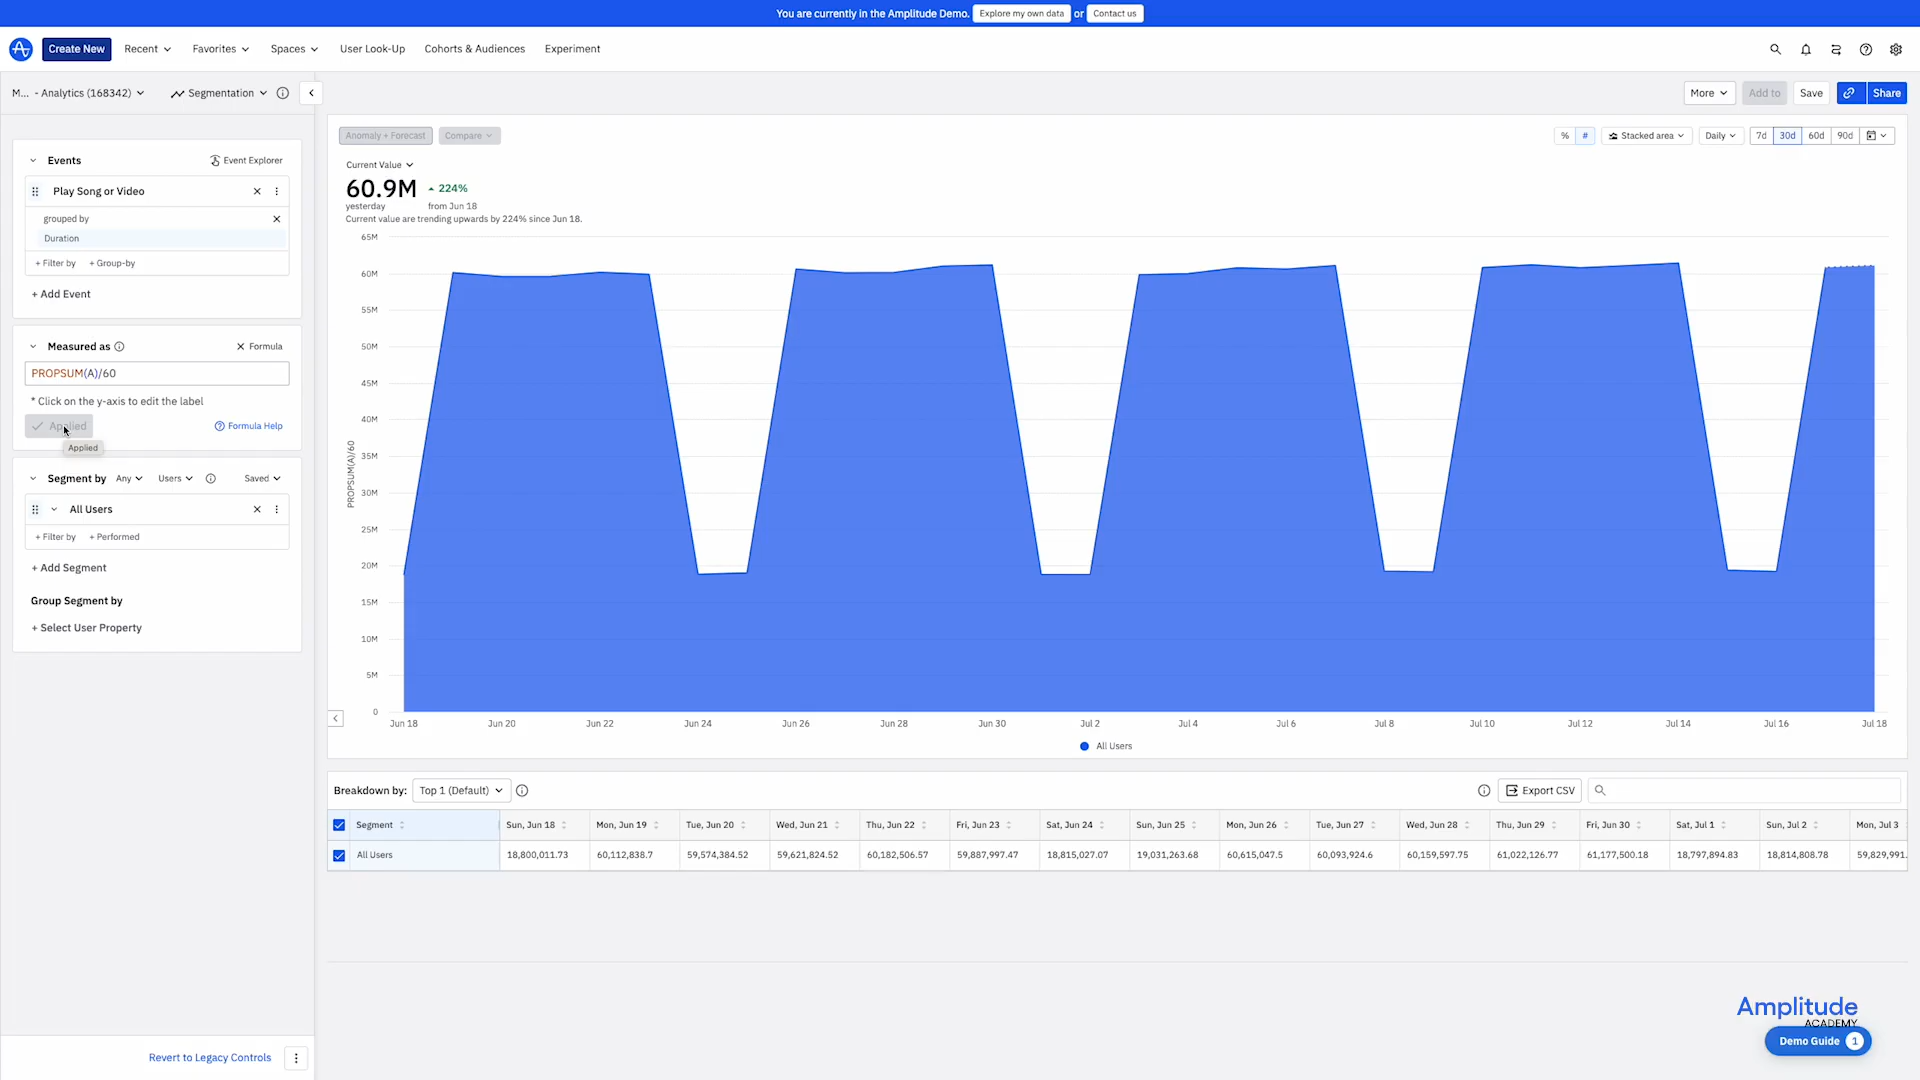 You are currently in the Amplitude Demo. Explore my own data or Contact us
Create New Recent Favorites Spaces User Look-Up Cohorts & Audiences Experiment
M... - Analytics (168342) Segmentation More Add to Save Share
Events Event Explorer
Play Song or Video
grouped by
Duration
+ Filter by + Group-by
+ Add Event
Measured as Formula
PROPSUM(A)/60
* Click on the y-axis to edit the label
Applied Formula Help
Applied
Segment by Any Users Saved
All Users
+ Filter by + Performed
+ Add Segment
Group Segment by
+ Select User Property
Revert to Legacy Controls
Anomaly + Forecast Compare % # Stacked area Daily 7d 30d 60d 90d
Current Value
60.9M 224%
yesterday from Jun 18
Current value are trending upwards by 224% since Jun 18.
65M
60M
55M
50M
45M
40M
35M
30M
25M
20M
15M
10M
5M
0
PROPSUM(A)/60
Jun 18 Jun 20 Jun 22 Jun 24 Jun 26 Jun 28 Jun 30 Jul 2 Jul 4 Jul 6 Jul 8 Jul 10 Jul 12 Jul 14 Jul 16 Jul 18
All Users
Breakdown by: Top 1 (Default) Export CSV
Segment Sun, Jun 18 Mon, Jun 19 Tue, Jun 20 Wed, Jun 21 Thu, Jun 22 Fri, Jun 23 Sat, Jun 24 Sun, Jun 25 Mon, Jun 26 Tue, Jun 27 Wed, Jun 28 Thu, Jun 29 Fri, Jun 30 Sat, Jul 1 Sun, Jul 2 Mon, Jul 3
All Users 18,800,011.73 60,112,838.7 59,574,384.52 59,621,824.52 60,182,506.57 59,887,997.47 18,815,027.07 19,031,263.68 60,615,047.5 60,093,924.6 60,159,597.75 61,022,126.77 61,177,500.18 18,797,894.83 18,814,808.78 59,829,991.
Amplitude
ACADEMY
Demo Guide 1